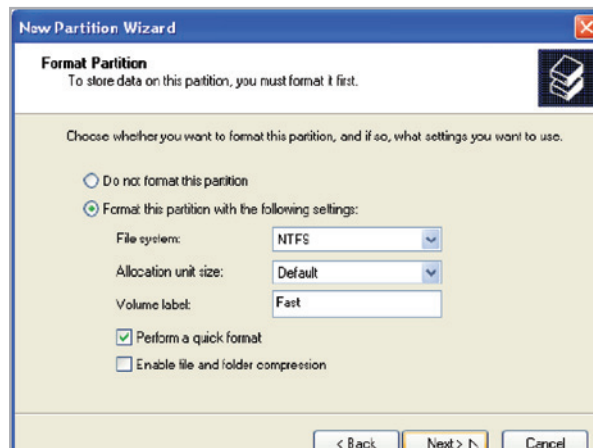 New Partition Wizard
Format Partition
To store data on this partition, you must format it first.
Choose whether you want to format this partition, and if so, what settings you want to use.
Do not format this partition
Format this partition with the following settings:
File system: NTFS
Allocation unit size: Default
Volume label: Fast
Perform a quick format
Enable file and folder compression
< Back Next > Cancel